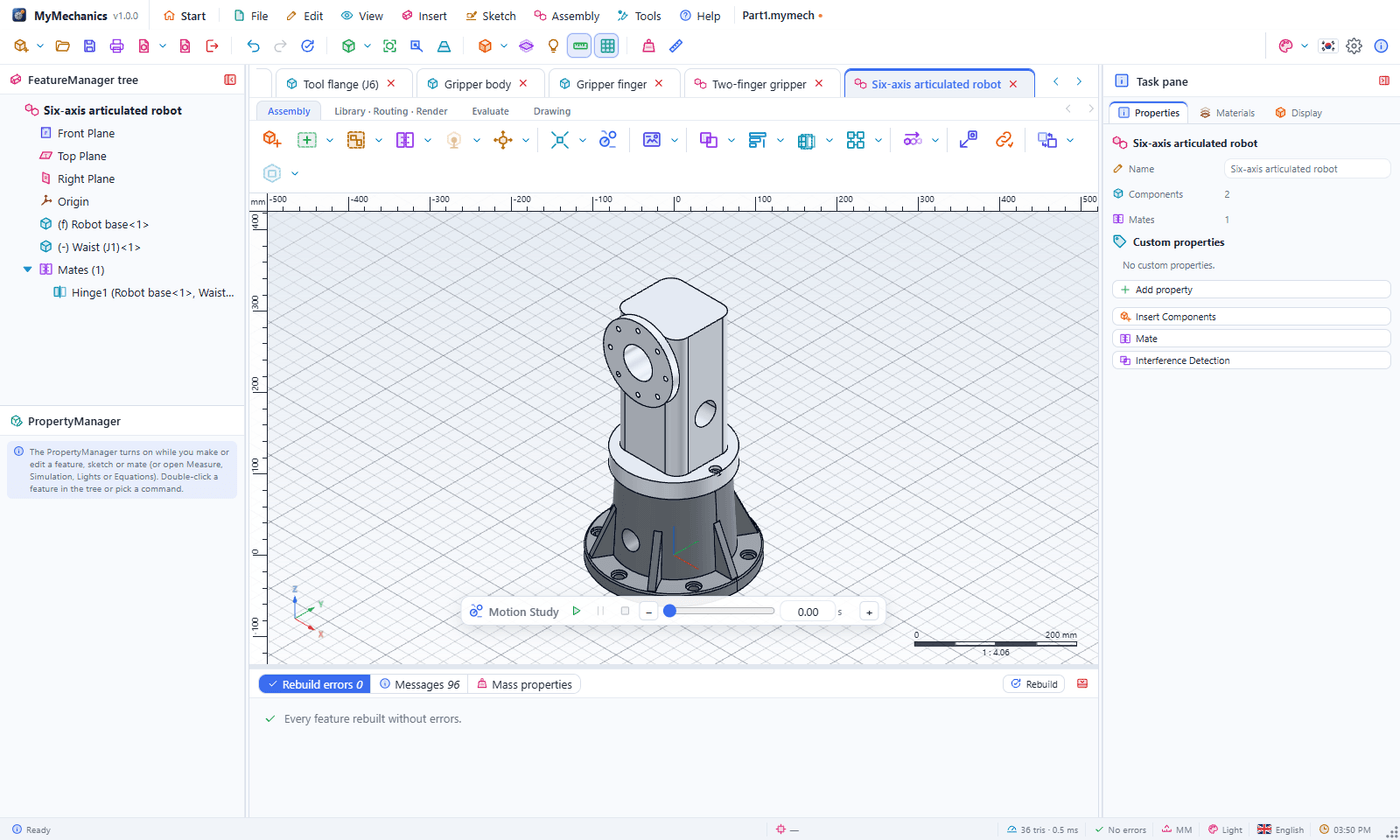 MyMechanics v1.0.0
Start
File
Edit
View
Insert
Sketch
Assembly
Tools
Help
Part1.mymech
FeatureManager tree
Six-axis articulated robot
Front Plane
Top Plane
Right Plane
Origin
(f) Robot base<1>
(-) Waist (J1)<1>
Mates (1)
Hinge1 (Robot base<1>, Waist...
PropertyManager
The PropertyManager turns on while you make or
edit a feature, sketch or mate (or open Measure,
Simulation, Lights or Equations). Double-click a
feature in the tree or pick a command.
Tool flange (J6)
Gripper body
Gripper finger
Two-finger gripper
Six-axis articulated robot
Assembly
Library · Routing · Render
Evaluate
Drawing
mm
-500
-400
-300
-200
-100
0
100
200
300
400
500
400
300
200
100
0
-100
Z
Y
X
Motion Study
0.00
s
0
200 mm
1 : 4.06
Rebuild errors 0
Messages 96
Mass properties
Rebuild
Every feature rebuilt without errors.
Task pane
Properties
Materials
Display
Six-axis articulated robot
Name
Six-axis articulated robot
Components
2
Mates
1
Custom properties
No custom properties.
Add property
Insert Components
Mate
Interference Detection
Ready
—
36 tris · 0.5 ms
No errors
MM
Light
English
03:50 PM